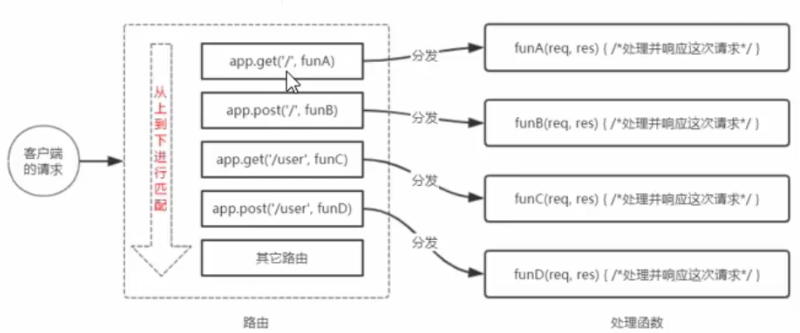 客户端
的请求
从上到下进行匹配
app.get('/', funA)
app.post('/', funB)
app.get('/user', funC)
app.post('/user', funD)
其它路由
分发
分发
分发
分发
funA(req, res) { /*处理并响应这次请求*/ }
funB(req, res) { /*处理并响应这次请求*/ }
funC(req, res) { /*处理并响应这次请求*/ }
funD(req, res) { /*处理并响应这次请求*/ }
路由
处理函数